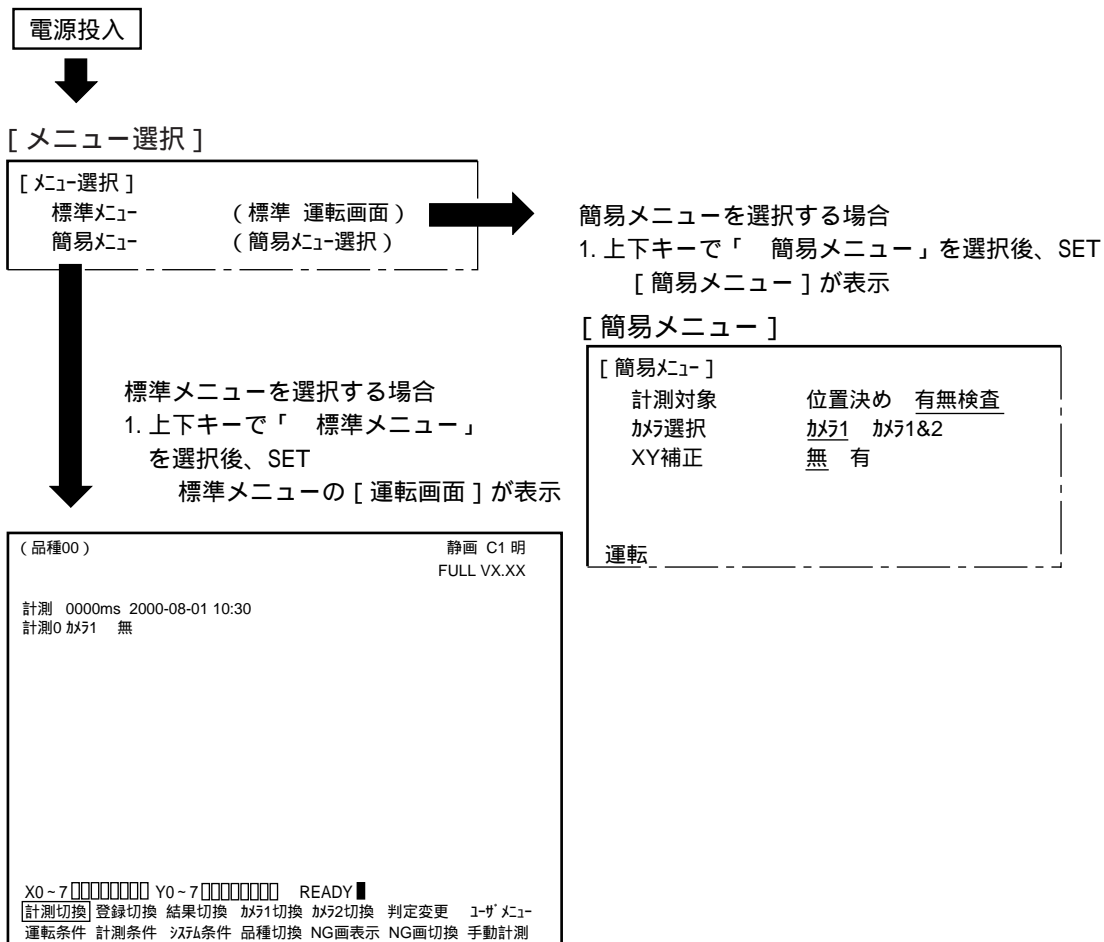 電源投入
[ メニュー選択 ]
[ ﾒﾆｭｰ選択 ]
標準ﾒﾆｭｰ ( 標準 運転画面 )
簡易ﾒﾆｭｰ ( 簡易ﾒﾆｭｰ選択 )
簡易メニューを選択する場合
1. 上下キーで「 簡易メニュー」を選択後、SET
[ 簡易メニュー ] が表示
[ 簡易メニュー ]
[ 簡易ﾒﾆｭｰ ]
計測対象 位置決め 有無検査
ｶﾒﾗ選択 ｶﾒﾗ1 ｶﾒﾗ1&2
XY補正 無 有
運転
標準メニューを選択する場合
1. 上下キーで「 標準メニュー」
を選択後、SET
標準メニューの [ 運転画面 ] が表示
( 品種00 ) 静画 C1 明
FULL VX.XX
計測 0000ms 2000-08-01 10:30
計測0 ｶﾒﾗ1 無
X0~7▯▯▯▯▯▯▯▯ Y0~7▯▯▯▯▯▯▯▯ READY▮
計測切換 登録切換 結果切換 ｶﾒﾗ1切換 ｶﾒﾗ2切換 判定変更 ﾕｰｻﾞﾒﾆｭｰ
運転条件 計測条件 ｼｽﾃﾑ条件 品種切換 NG画表示 NG画切換 手動計測